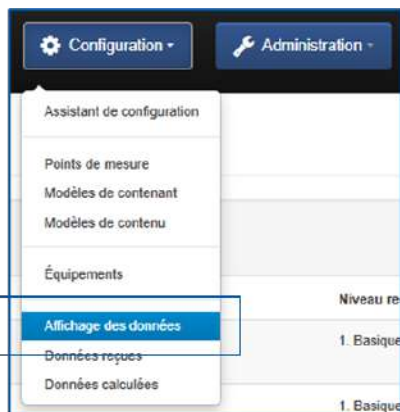 Configuration
Administration
Assistant de configuration
Points de mesure
Modèles de contenant
Modèles de contenu
Équipements
Niveau re
Affichage des données
1. Basique
Données reçues
Données calculées
1. Basique